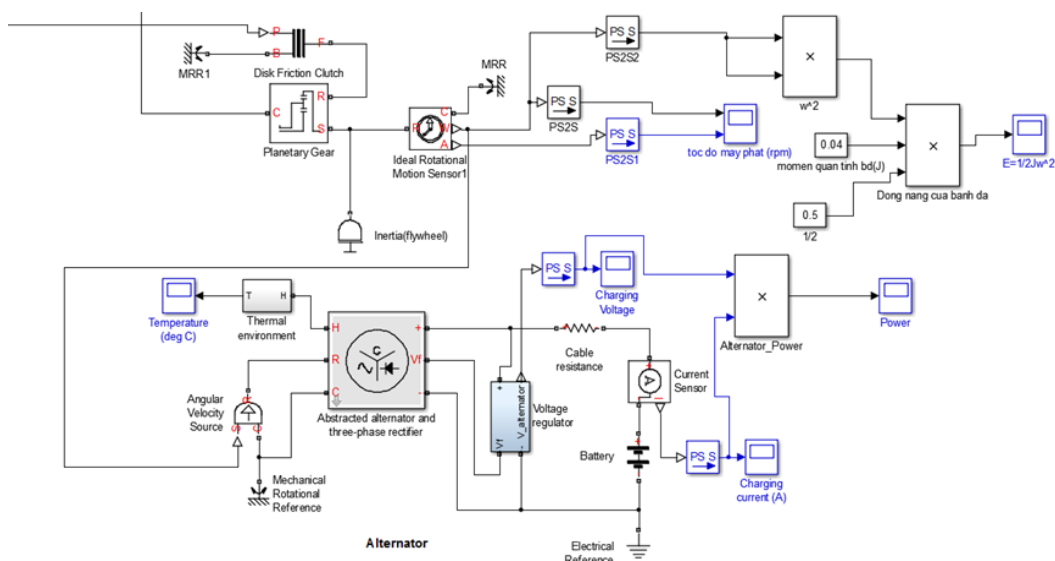 P
B
F
MRR1
Disk Friction Clutch
C
R
S
Planetary Gear
MRR
R
C
W
A
Ideal Rotational
Motion Sensor1
Inertia(flywheel)
PS S
PS2S2
PS S
PS2S
PS S
PS2S1
toc do may phat (rpm)
×
w^2
0.04
momen quan tinh bd(J)
0.5
1/2
×
Dong nang cua banh da
E=1/2Jw^2
Temperature
(deg C)
T
H
Thermal
environment
H
R
C
+
Vf
-
Abstracted alternator and
three-phase rectifier
Angular
Velocity
Source
R
S
C
Mechanical
Rotational
Reference
+
V_alternator
Vf
-
Voltage
regulator
PS S
Charging
Voltage
Cable
resistance
+
A
I
-
Current
Sensor
Battery
+
-
PS S
Charging
current (A)
×
Alternator_Power
Power
Electrical
Reference
Alternator